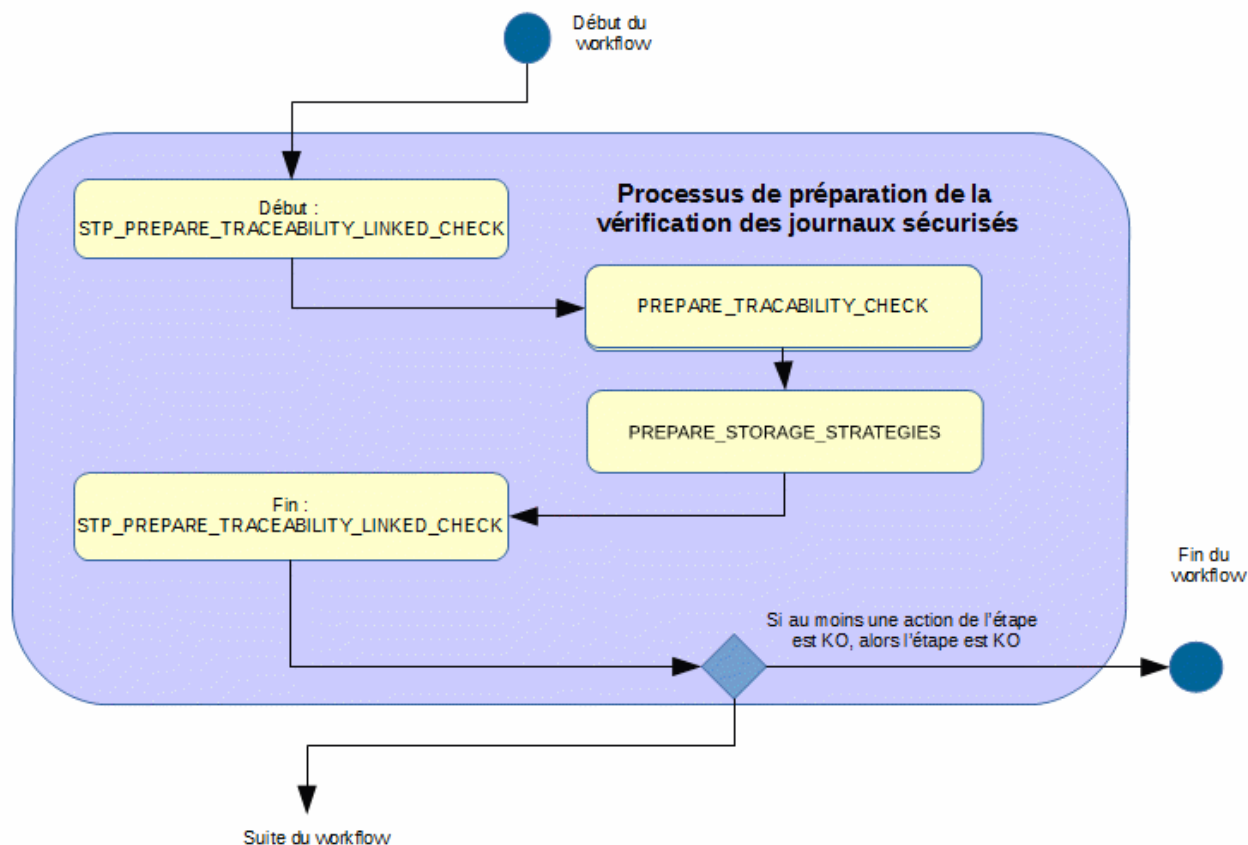 Début du
workflow
Début :
STP_PREPARE_TRACEABILITY_LINKED_CHECK
Processus de préparation de la
vérification des journaux sécurisés
PREPARE_TRACABILITY_CHECK
PREPARE_STORAGE_STRATEGIES
Fin :
STP_PREPARE_TRACEABILITY_LINKED_CHECK
Fin du
workflow
Si au moins une action de l'étape
est KO, alors l'étape est KO
Suite du workflow